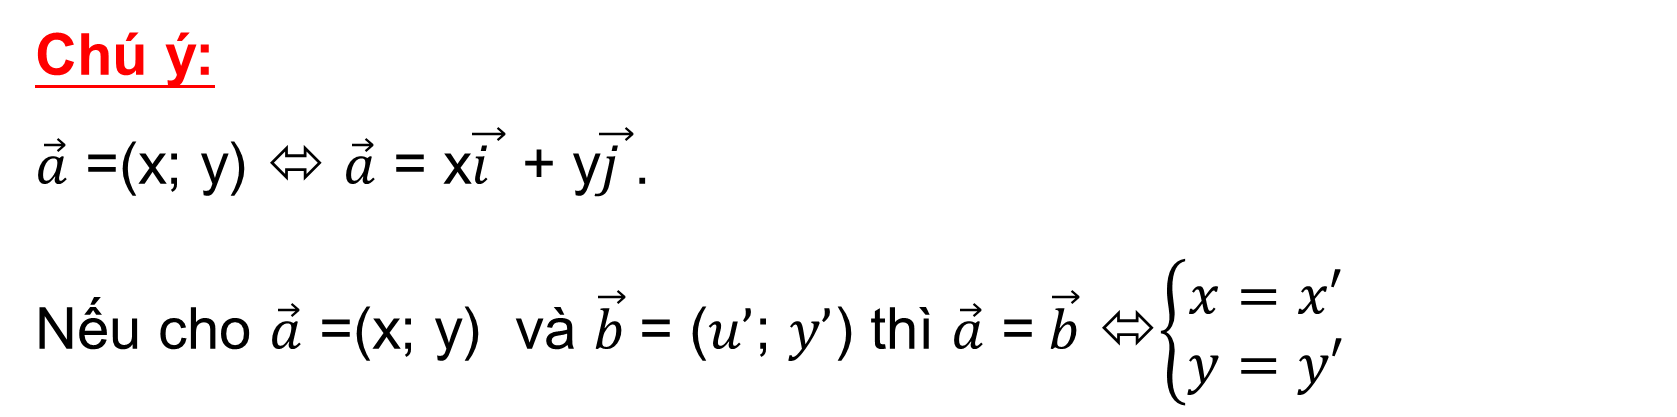 Chú ý:
a⃗ =(x; y) ⬄ a⃗ = xi⃗ + yj⃗ .
Nếu cho a⃗ =(x; y) và b⃗ = (u’; y’) thì a⃗ = b⃗ ⬄ { x = x′
y = y′